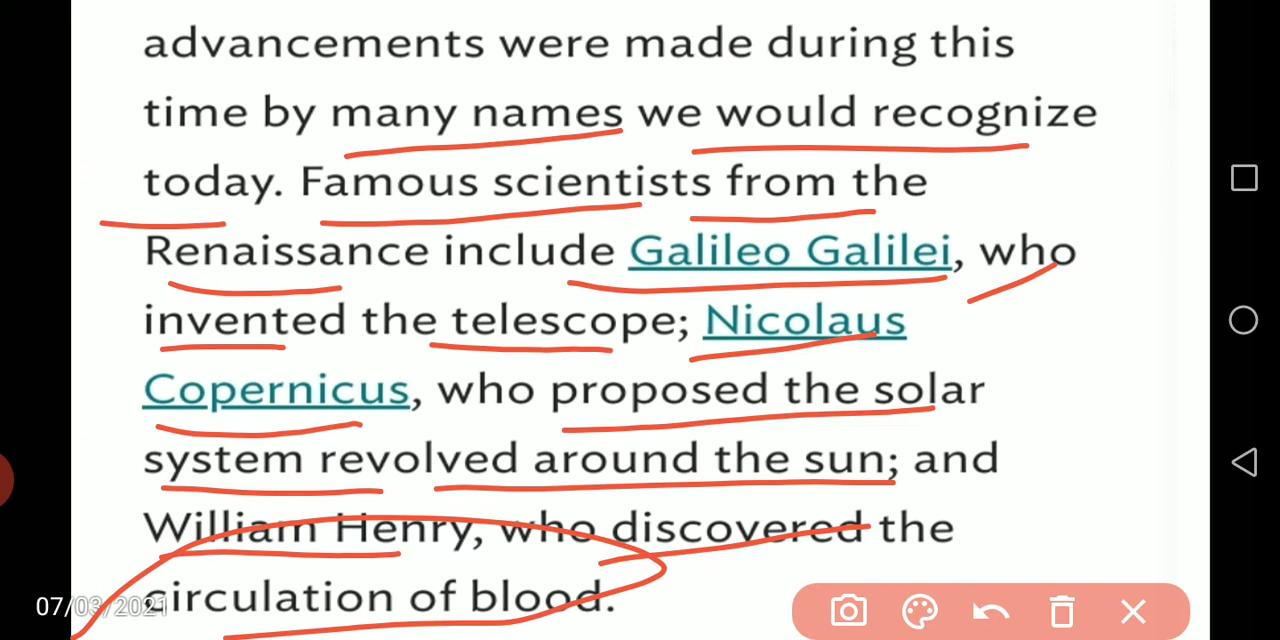 advancements were made during this
time by many names we would recognize
today. Famous scientists from the
Renaissance include Galileo Galilei, who
invented the telescope; Nicolaus
Copernicus, who proposed the solar
system revolved around the sun; and
William Henry, who discovered the
circulation of blood.
07/03/2021